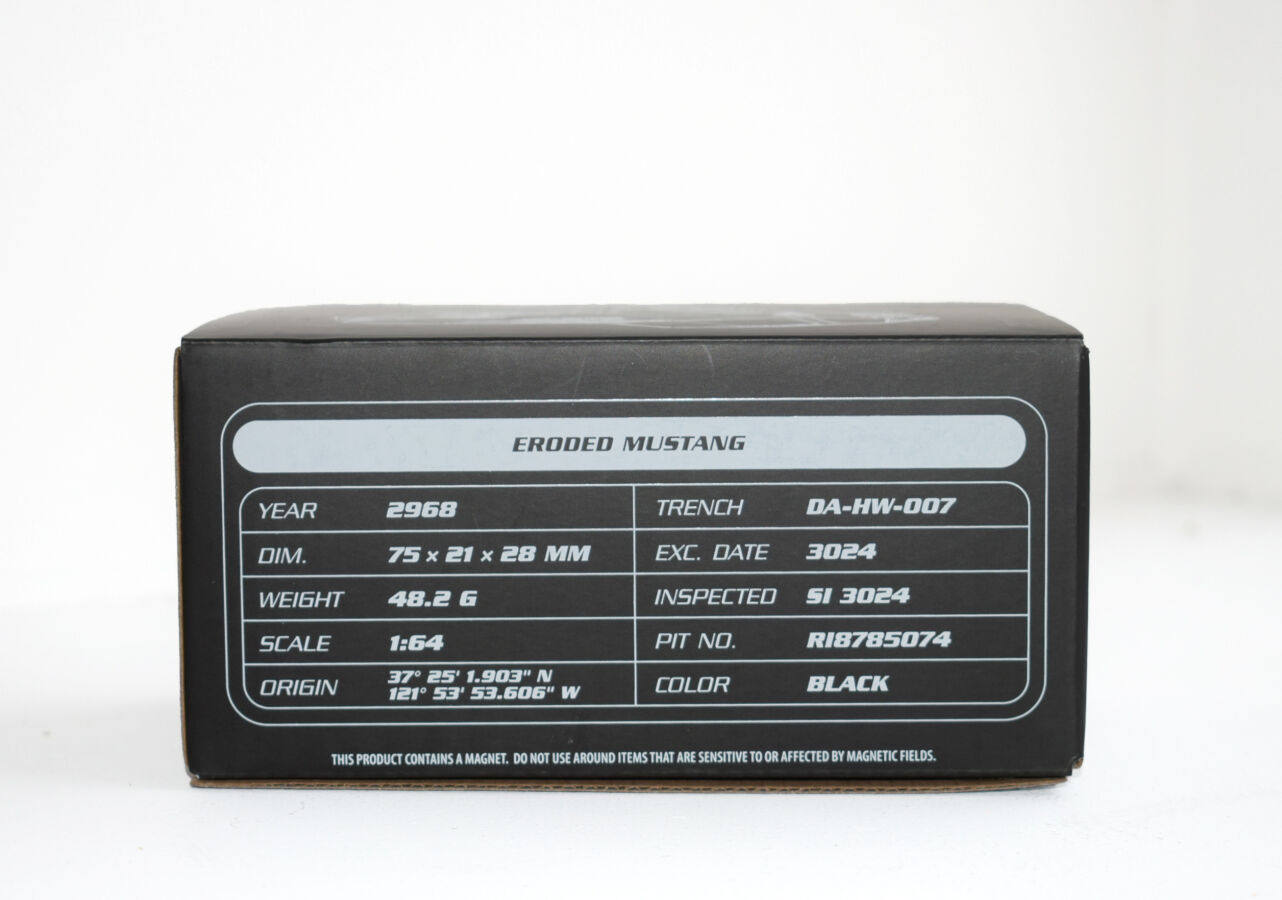 ERODED MUSTANG
YEAR 2968
DIM. 75 × 21 × 28 MM
WEIGHT 48.2 G
SCALE 1:64
ORIGIN 37° 25' 1.903" N
121° 53' 53.606" W
TRENCH DA-HW-007
EXC. DATE 3024
INSPECTED SI 3024
PIT NO. RI8785074
COLOR BLACK
THIS PRODUCT CONTAINS A MAGNET. DO NOT USE AROUND ITEMS THAT ARE SENSITIVE TO OR AFFECTED BY MAGNETIC FIELDS.